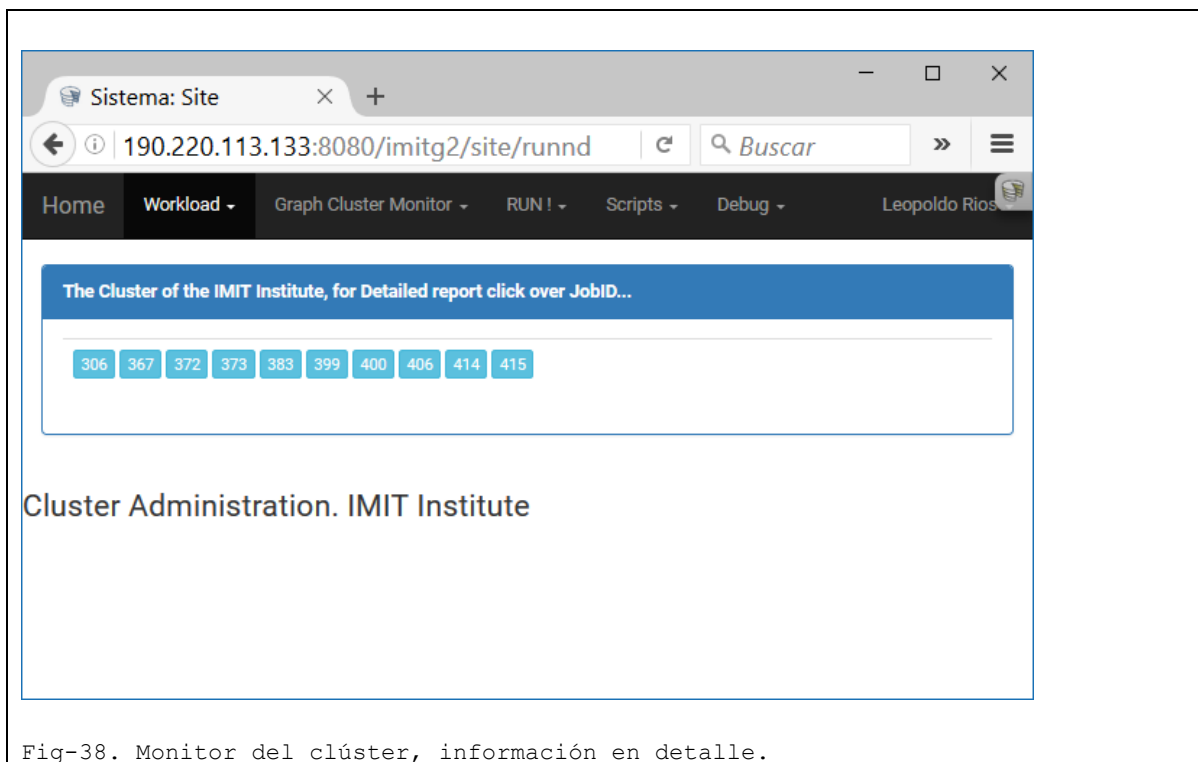 Sistema: Site
190.220.113.133:8080/imitg2/site/runnd Buscar
Home Workload Graph Cluster Monitor RUN ! Scripts Debug Leopoldo Rios
The Cluster of the IMIT Institute, for Detailed report click over JobID...
306 367 372 373 383 399 400 406 414 415
Cluster Administration. IMIT Institute
Fig-38. Monitor del clúster, información en detalle.